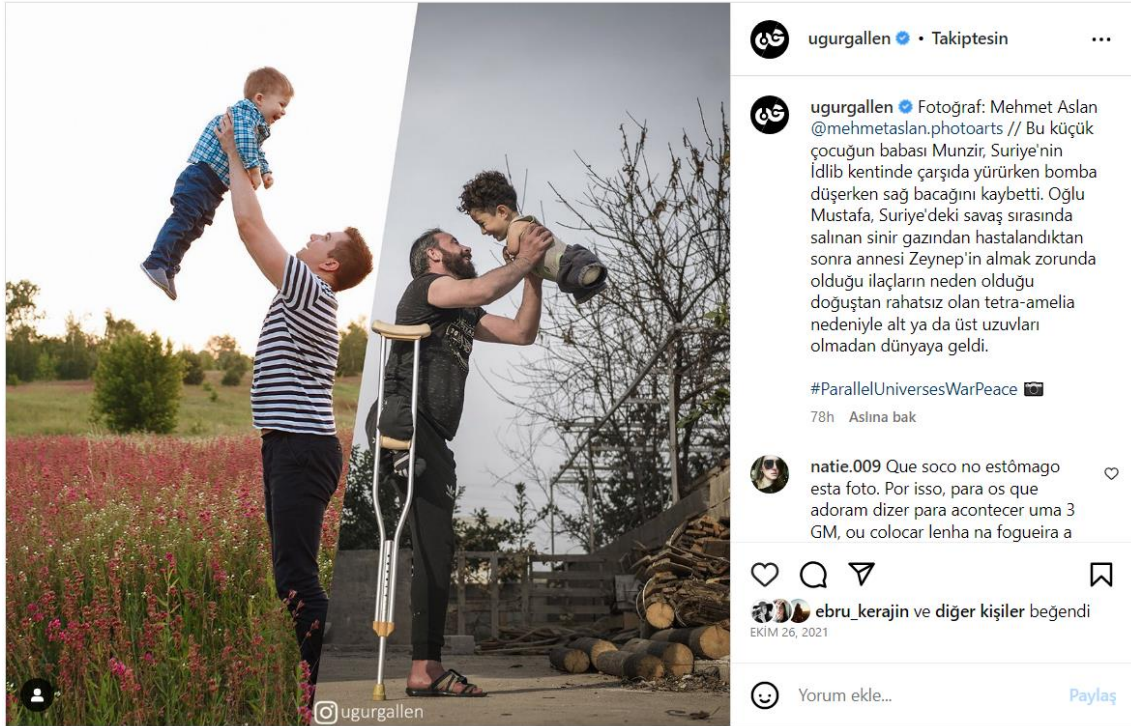 ugurgallen • Takiptesin
ugurgallen Fotoğraf: Mehmet Aslan
@mehmetaslan.photoarts // Bu küçük
çocuğun babası Munzir, Suriye'nin
İdlib kentinde çarşıda yürürken bomba
düşerken sağ bacağını kaybetti. Oğlu
Mustafa, Suriye'deki savaş sırasında
salınan sinir gazından hastalandıktan
sonra annesi Zeynep'in almak zorunda
olduğu ilaçların neden olduğu
doğuştan rahatsız olan tetra-amelia
nedeniyle alt ya da üst uzuvları
olmadan dünyaya geldi.
#ParallelUniversesWarPeace
78h Aslına bak
natie.009 Que soco no estômago
esta foto. Por isso, para os que
adoram dizer para acontecer uma 3
GM, ou colocar lenha na fogueira a
ebru_kerajin ve diğer kişiler beğendi
EKİM 26, 2021
Yorum ekle... Paylaş
ugurgallen